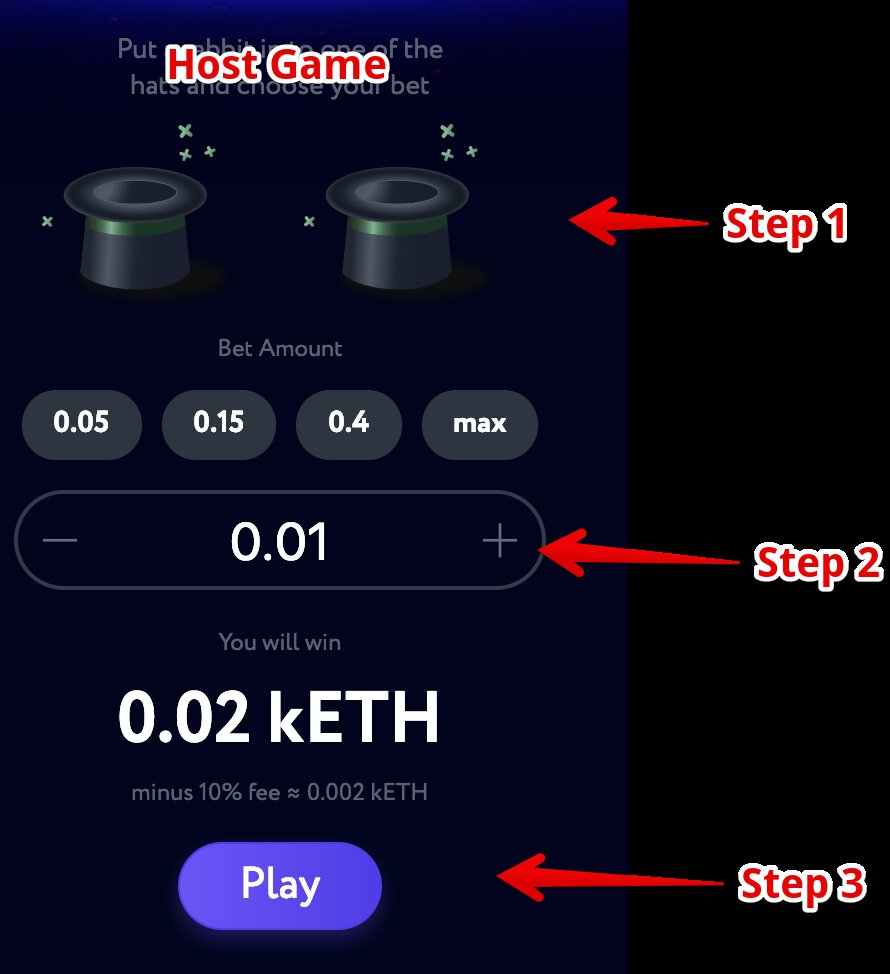 Put rabbit into one of the
Host Game
hats and choose your bet
Step 1
Bet Amount
0.05
0.15
0.4
max
0.01
Step 2
You will win
0.02 kETH
minus 10% fee ≈ 0.002 kETH
Play
Step 3